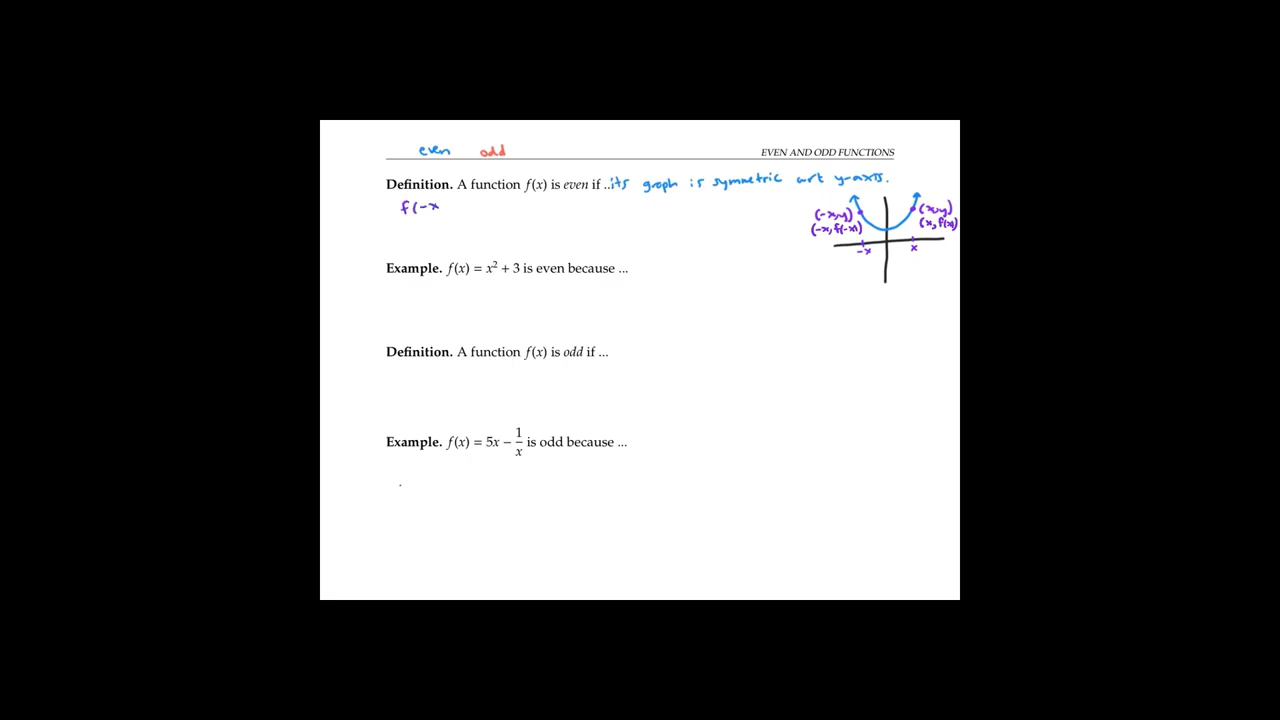 even odd EVEN AND ODD FUNCTIONS
Definition. A function f(x) is even if ..its graph is symmetric wrt y-axis.
f(-x
(-x,y) (x,y)
(-x, f(-x)) (x, f(x))
-x x
Example. f(x) = x² + 3 is even because ...
Definition. A function f(x) is odd if ...
Example. f(x) = 5x − 1/x is odd because ...